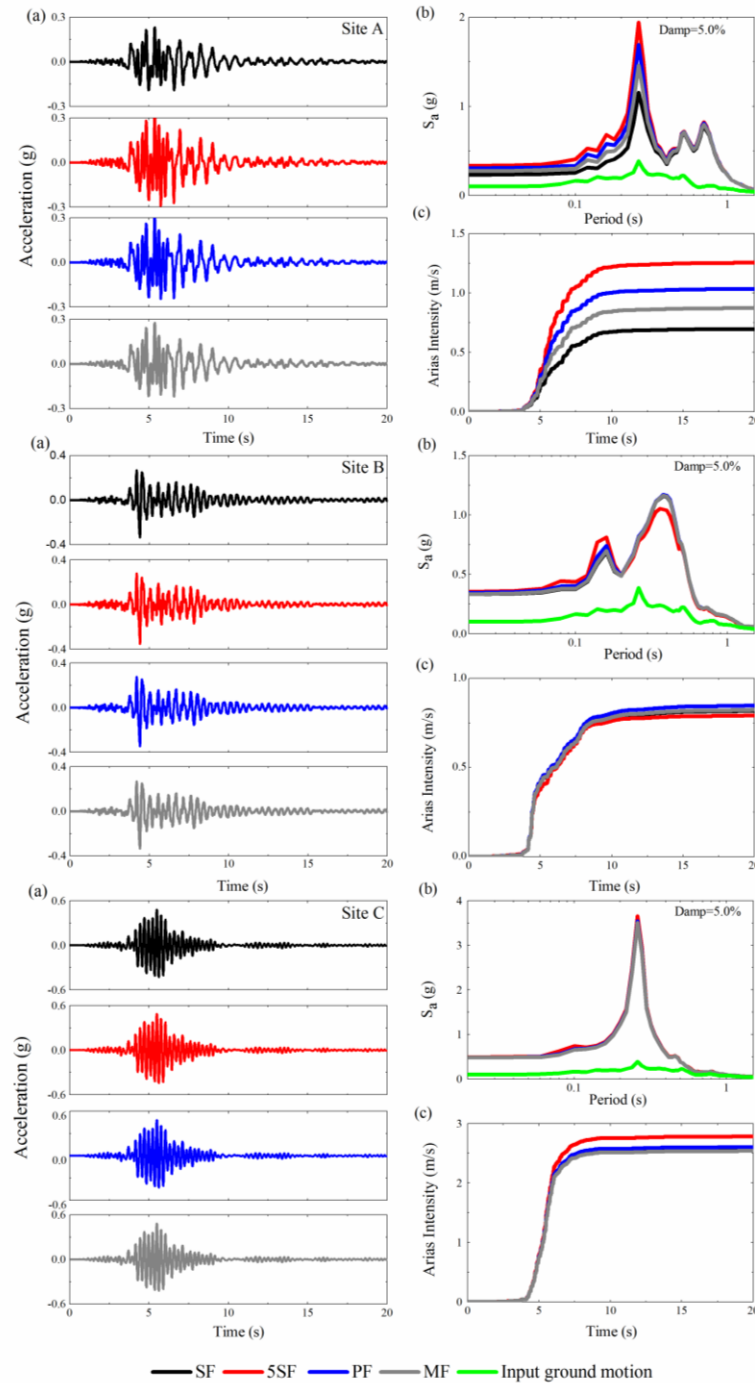 (a)
Site A
0.3
0.0
-0.3
0.3
0.0
-0.3
0.3
0.0
-0.3
0.3
0.0
-0.3
0
5
10
15
20
Acceleration (g)
Time (s)
(b)
Damp=5.0%
2
1
0
0.1
1
Sa (g)
Period (s)
(c)
1.5
1.0
0.5
0.0
0
5
10
15
20
Arias Intensity (m/s)
Time (s)
(a)
Site B
0.4
0.0
-0.4
0.4
0.0
-0.4
0.4
0.0
-0.4
0.4
0.0
-0.4
0
5
10
15
20
Acceleration (g)
Time (s)
(b)
Damp=5.0%
1.5
1.0
0.5
0.0
0.1
1
Sa (g)
Period (s)
(c)
1.0
0.5
0.0
0
5
10
15
20
Arias Intensity (m/s)
Time (s)
(a)
Site C
0.6
0.0
-0.6
0.6
0.0
-0.6
0.6
0.0
-0.6
0.6
0.0
-0.6
0
5
10
15
20
Acceleration (g)
Time (s)
(b)
Damp=5.0%
4
3
2
1
0
0.1
1
Sa (g)
Period (s)
(c)
3
2
1
0
0
5
10
15
20
Arias Intensity (m/s)
Time (s)
SF 5SF PF MF Input ground motion